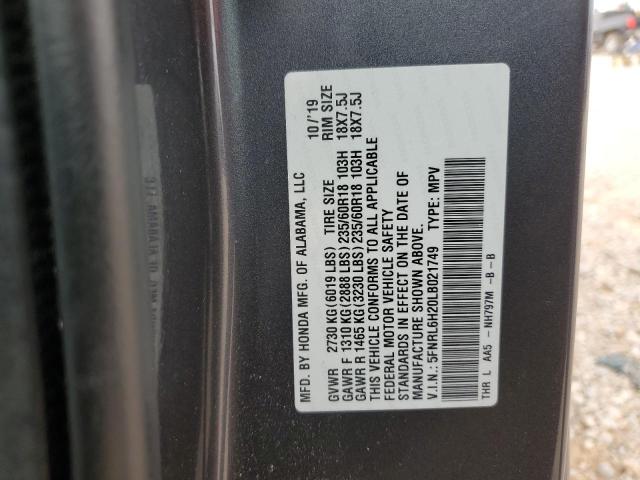 MFD. BY HONDA MFG. OF ALABAMA, LLC 10/'19
GVWR 2730 KG(6019 LBS) TIRE SIZE RIM SIZE
GAWR F 1310 KG(2888 LBS) 235/60R18 103H 18X7.5J
GAWR R 1465 KG(3230 LBS) 235/60R18 103H 18X7.5J
THIS VEHICLE CONFORMS TO ALL APPLICABLE
FEDERAL MOTOR VEHICLE SAFETY
STANDARDS IN EFFECT ON THE DATE OF
MANUFACTURE SHOWN ABOVE.
V.I.N.: 5FNRL6H20LB021749 TYPE: MPV
THR L AA5 - NH797M -B-B